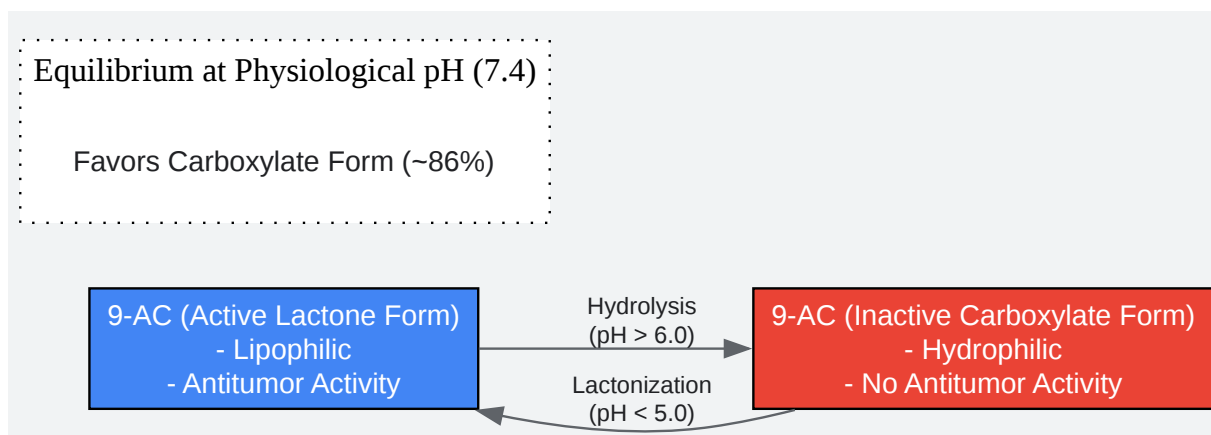 Equilibrium at Physiological pH (7.4)
Favors Carboxylate Form (~86%)
9-AC (Active Lactone Form)
- Lipophilic
- Antitumor Activity
Hydrolysis
(pH > 6.0)
Lactonization
(pH < 5.0)
9-AC (Inactive Carboxylate Form)
- Hydrophilic
- No Antitumor Activity